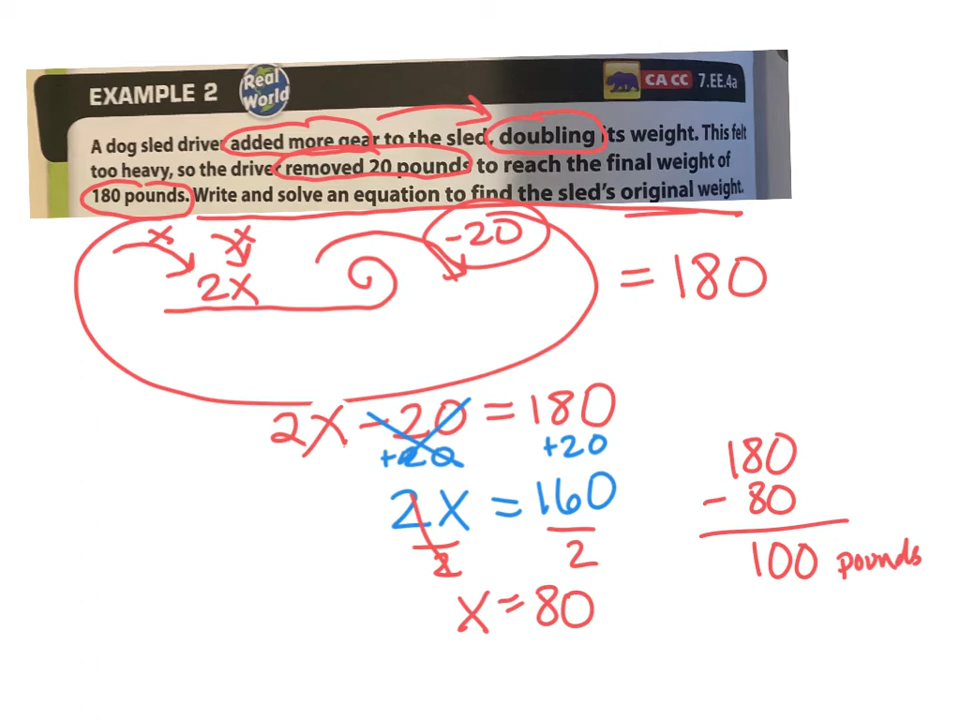 EXAMPLE 2
Real World
CA CC 7.EE.4a
A dog sled driver added more gear to the sled, doubling its weight. This felt
too heavy, so the driver removed 20 pounds to reach the final weight of
180 pounds. Write and solve an equation to find the sled's original weight.
x x -20
2x = 180
2x - 20 = 180
+20 +20
2x = 160
2 2
x = 80
180
- 80
100 pounds